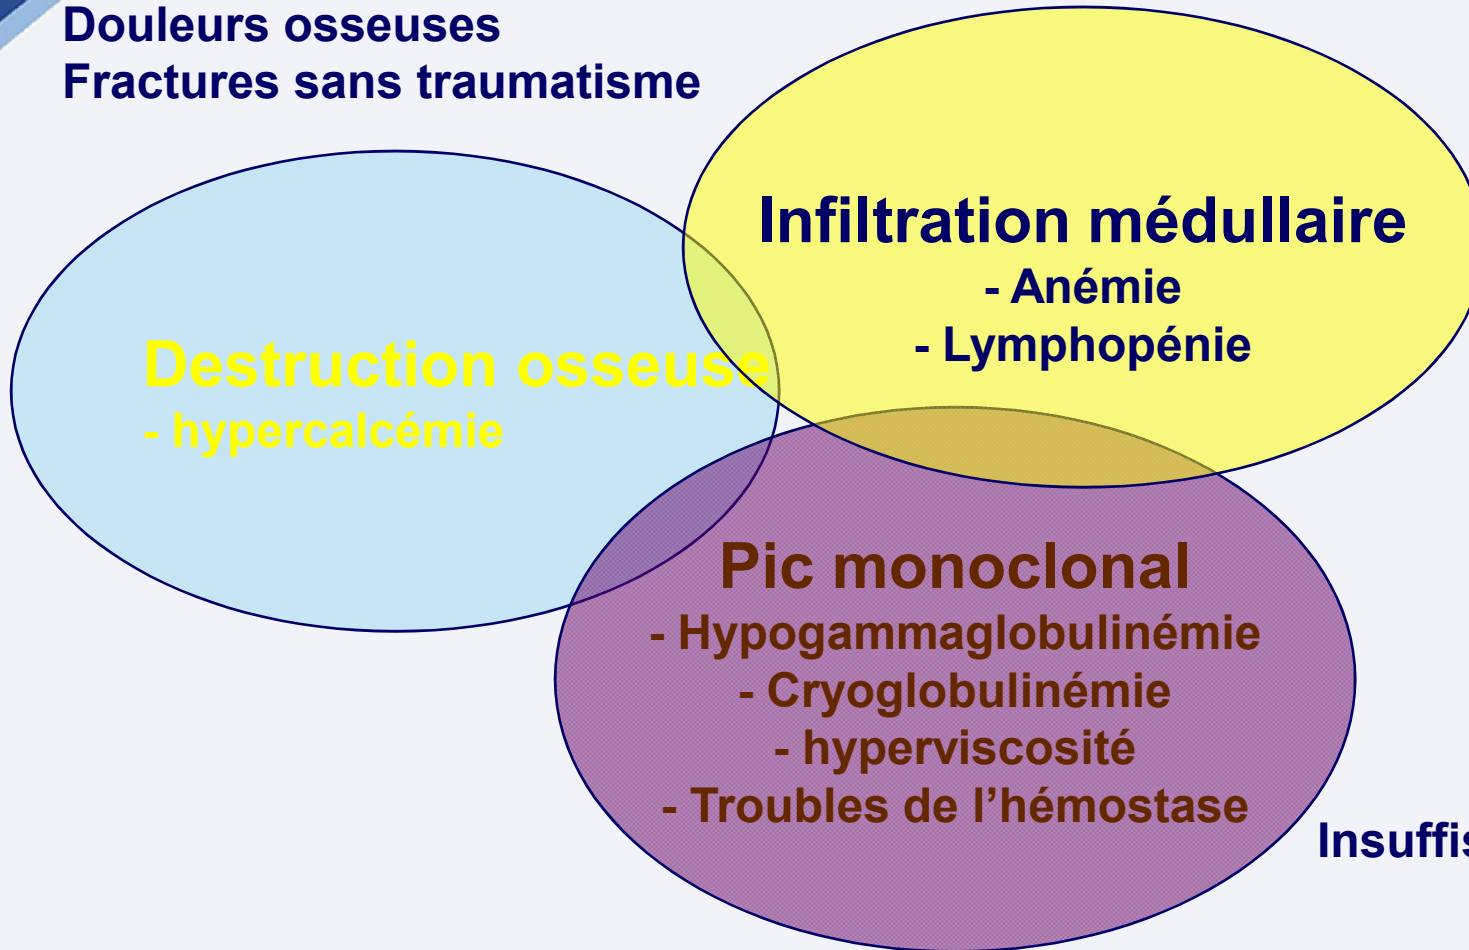 Douleurs osseuses
Fractures sans traumatisme
Infiltration médullaire
- Anémie
- Lymphopénie
Destruction osseuse
- hypercalcémie
Pic monoclonal
- Hypogammaglobulinémie
- Cryoglobulinémie
- hyperviscosité
- Troubles de l’hémostase